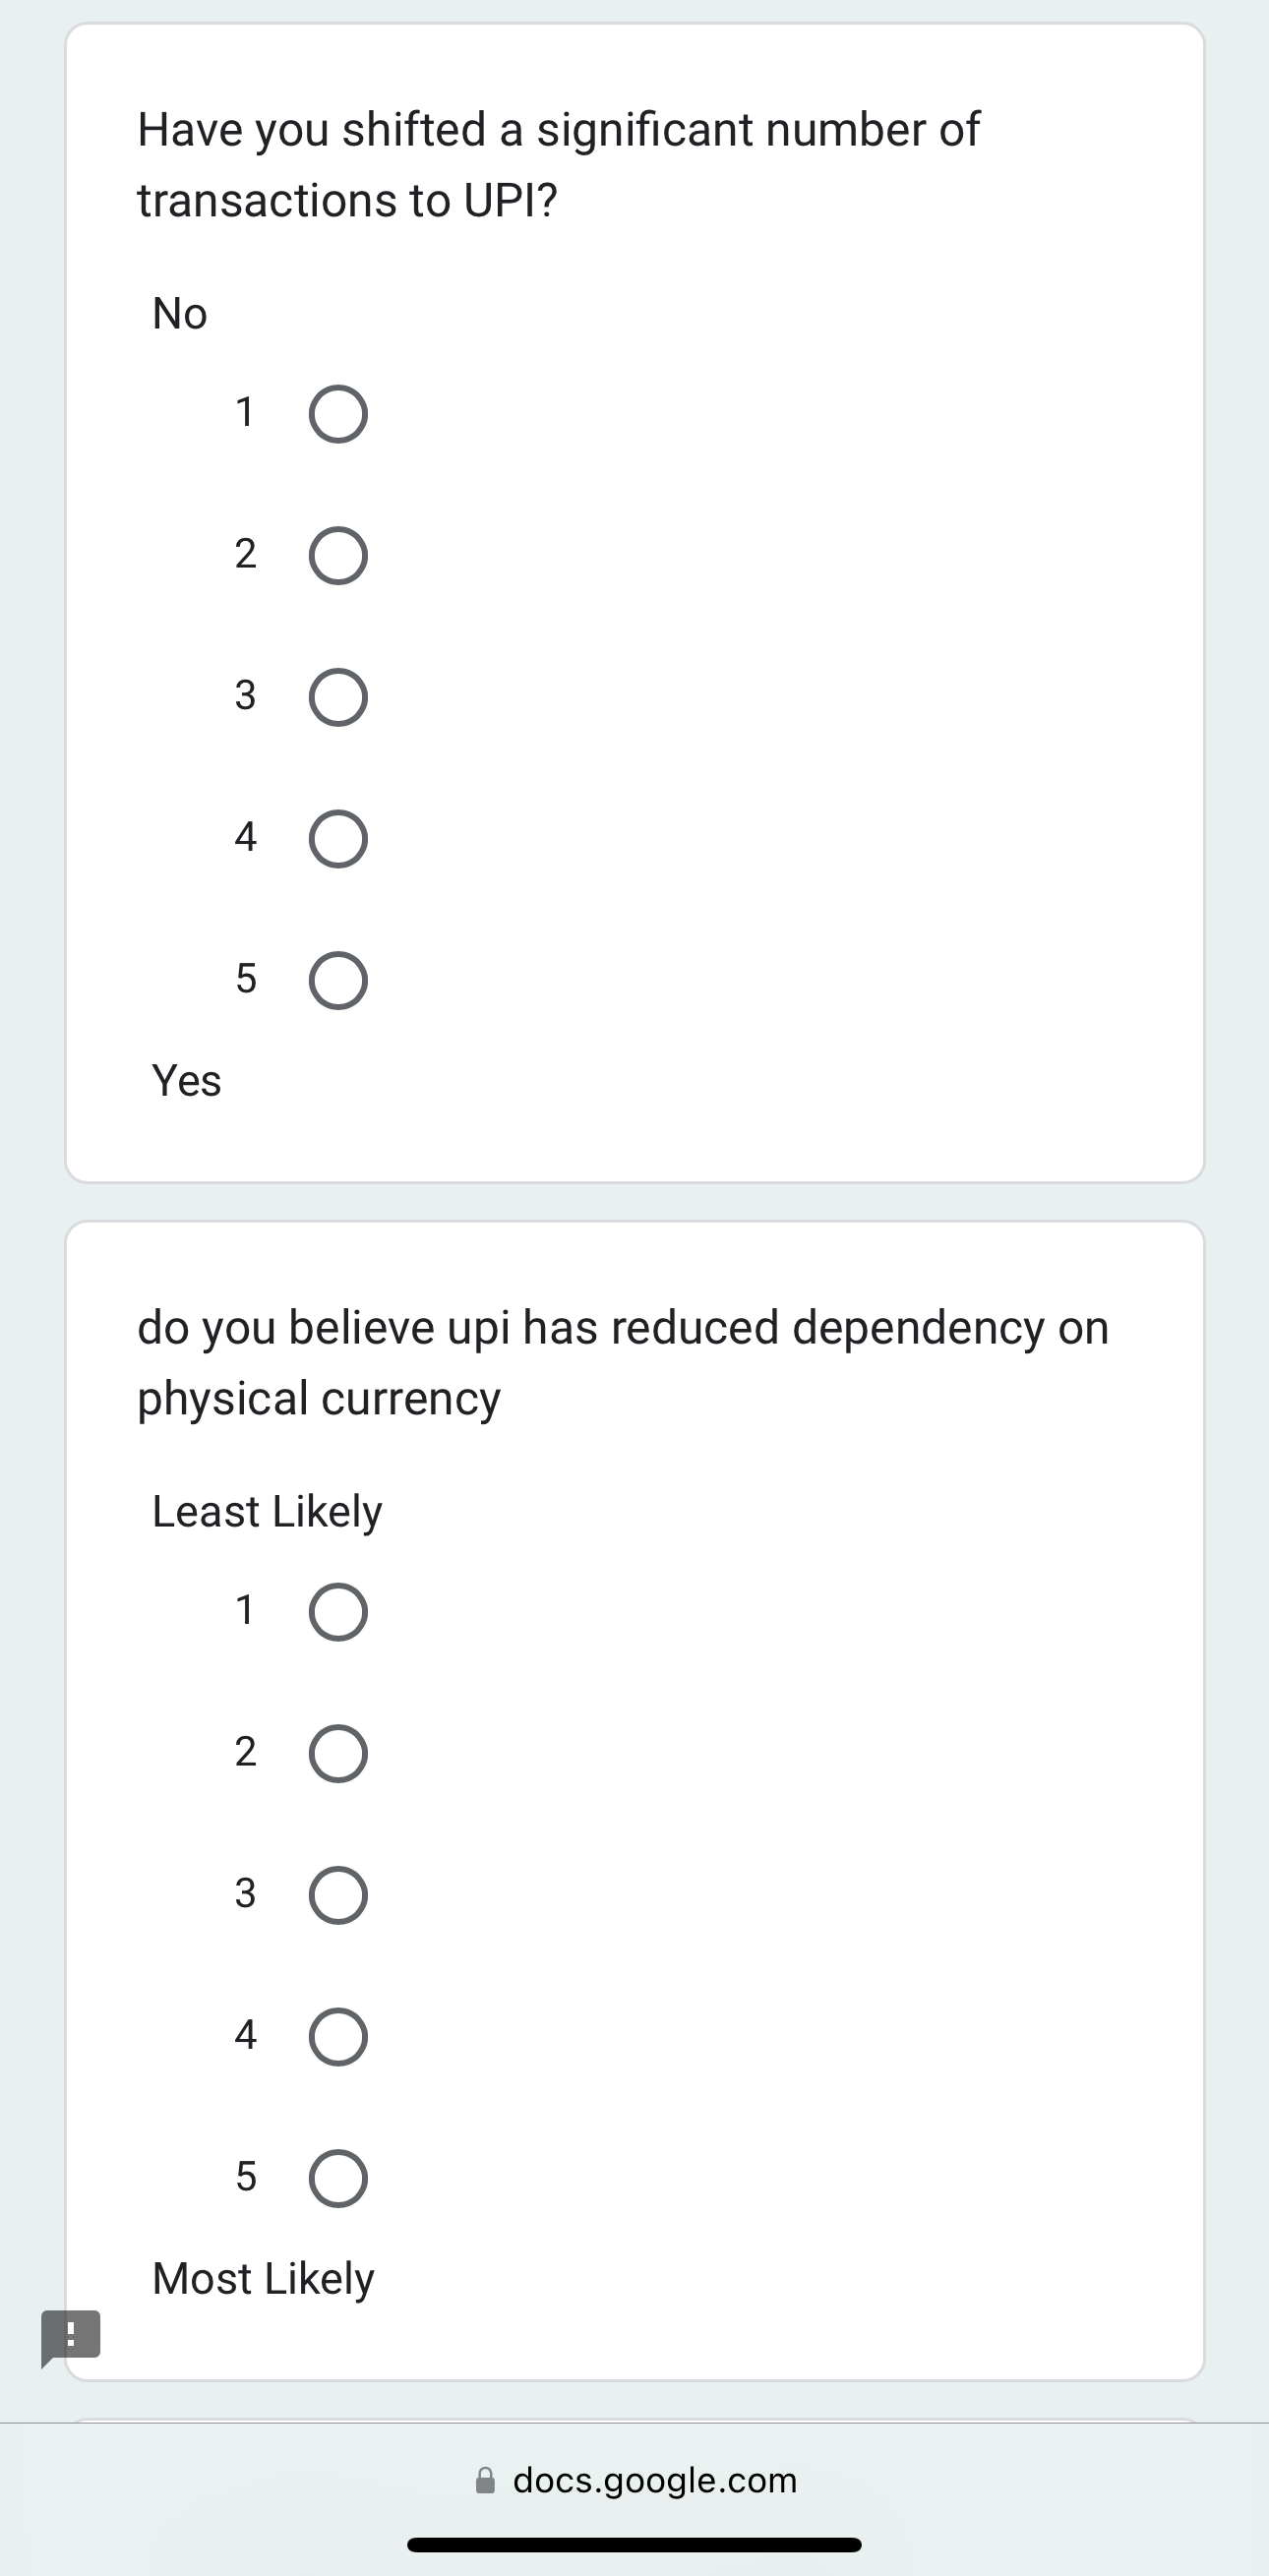 Have you shifted a significant number of
transactions to UPI?
No
1
2
3
4
5
Yes
do you believe upi has reduced dependency on
physical currency
Least Likely
1
2
3
4
5
Most Likely
docs.google.com